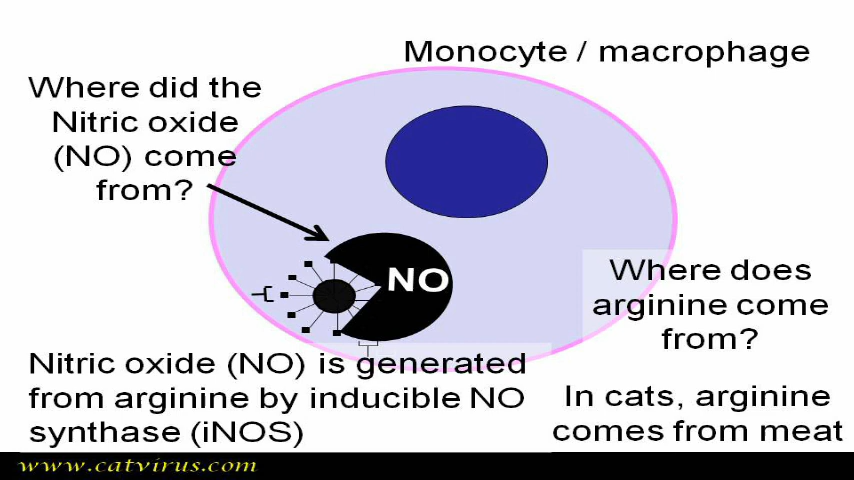 Monocyte / macrophage
Where did the
Nitric oxide
(NO) come
from?
NO
Where does
arginine come
from?
Nitric oxide (NO) is generated
from arginine by inducible NO
synthase (iNOS)
In cats, arginine
comes from meat
www.catvirus.com